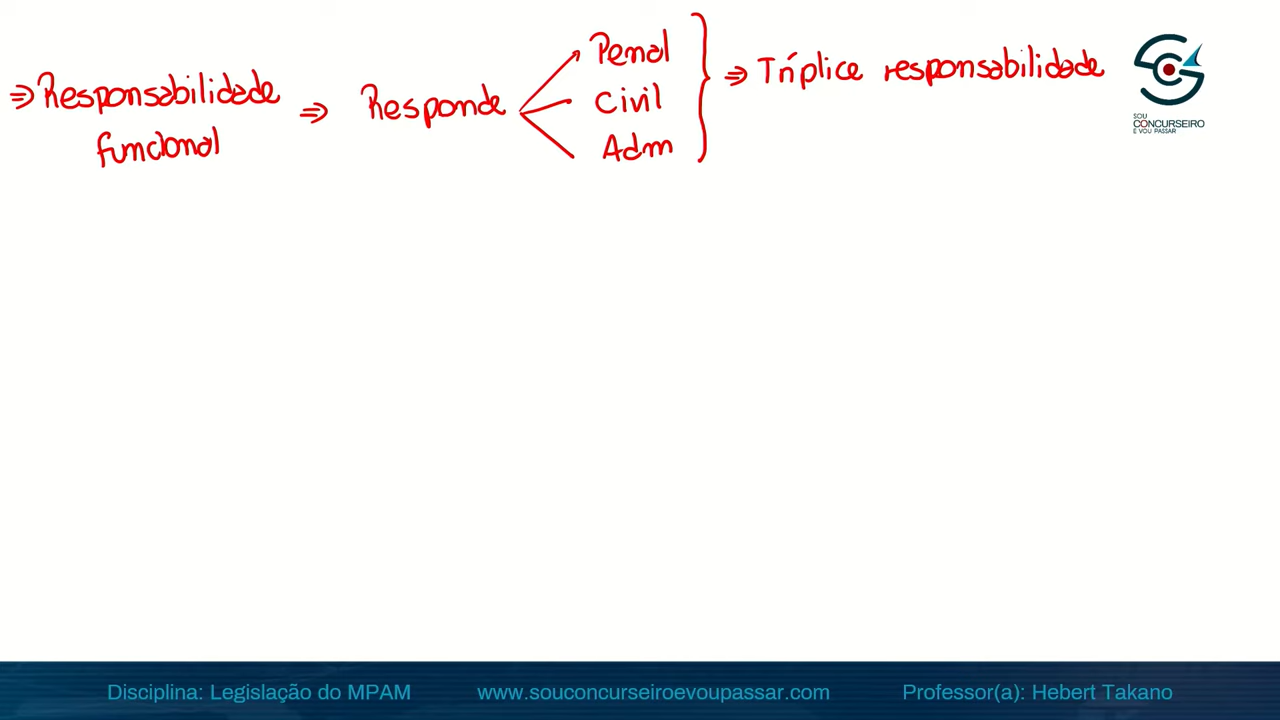 ⇒ Responsabilidade funcional ⇒ Responde
Penal
Civil
Adm
⇒ Tríplice responsabilidade
SOU
CONCURSEIRO
E VOU PASSAR
Disciplina: Legislação do MPAM
www.souconcurseiroevoupassar.com
Professor(a): Hebert Takano